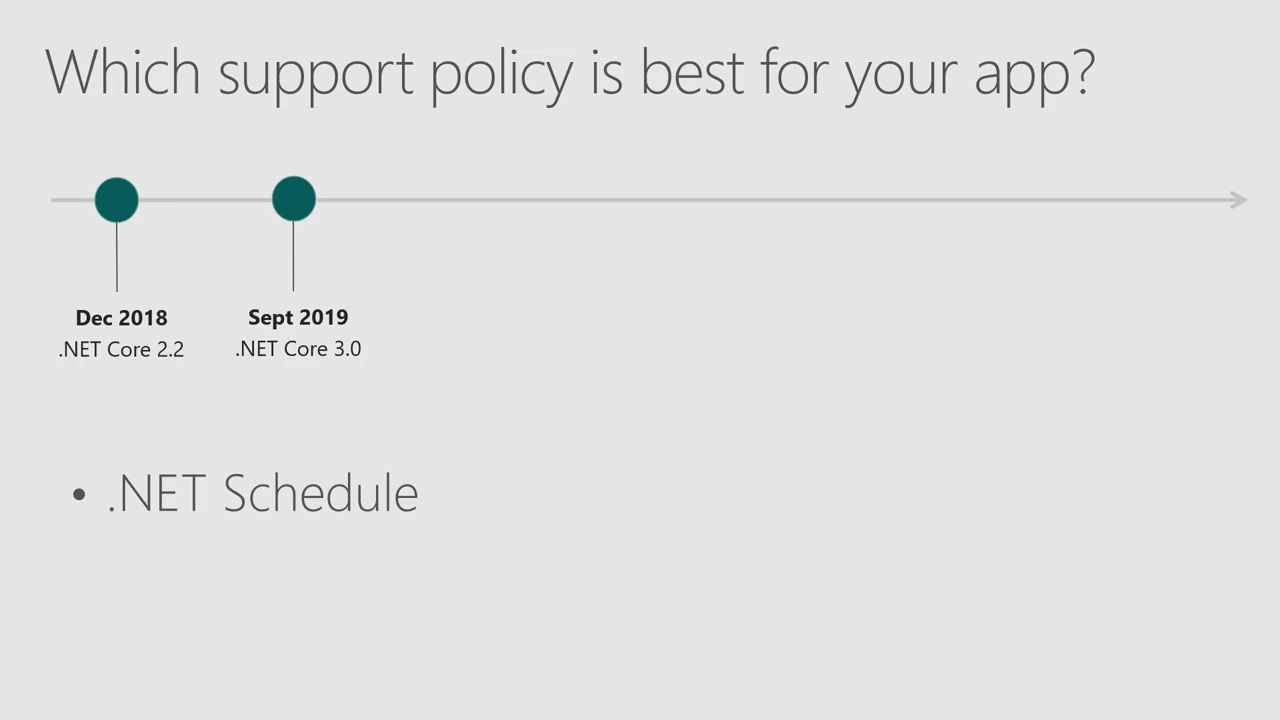 Which support policy is best for your app?
Dec 2018
.NET Core 2.2
Sept 2019
.NET Core 3.0
• .NET Schedule